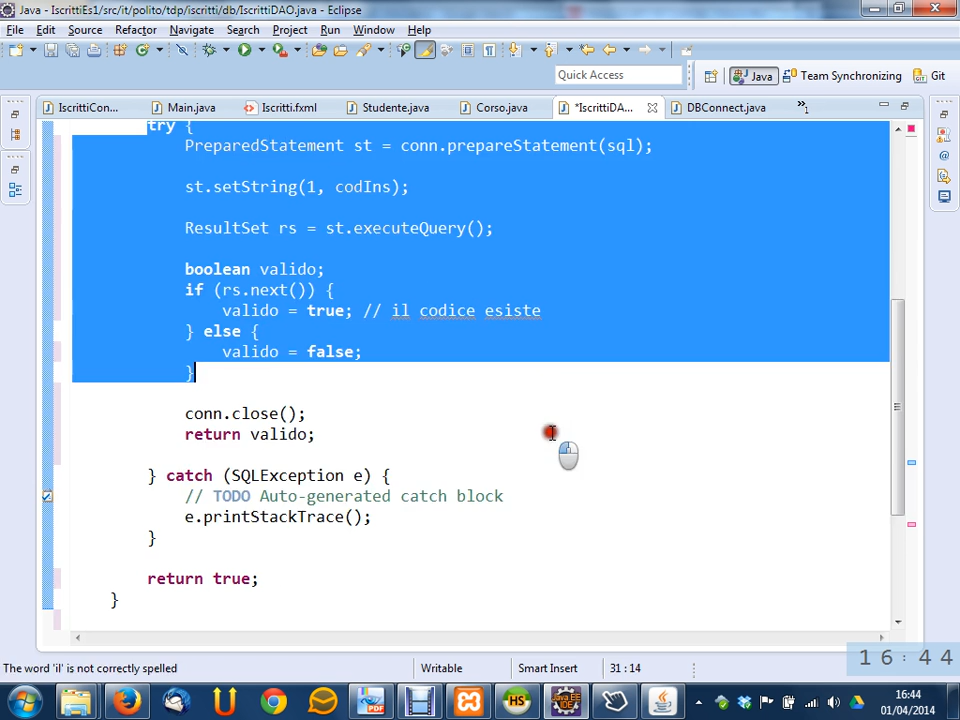 Java - IscrittiEs1/src/it/polito/tdp/iscritti/db/IscrittiDAO.java - Eclipse
File Edit Source Refactor Navigate Search Project Run Window Help
Quick Access
Java
Team Synchronizing
Git
IscrittiCon...
Main.java
Iscritti.fxml
Studente.java
Corso.java
*IscrittiDA...
DBConnect.java
»1
try {
PreparedStatement st = conn.prepareStatement(sql);
st.setString(1, codIns);
ResultSet rs = st.executeQuery();
boolean valido;
if (rs.next()) {
valido = true; // il codice esiste
} else {
valido = false;
}
conn.close();
return valido;
} catch (SQLException e) {
// TODO Auto-generated catch block
e.printStackTrace();
}
return true;
}
The word 'il' is not correctly spelled
Writable
Smart Insert
31 : 14
16:44
16:44
01/04/2014